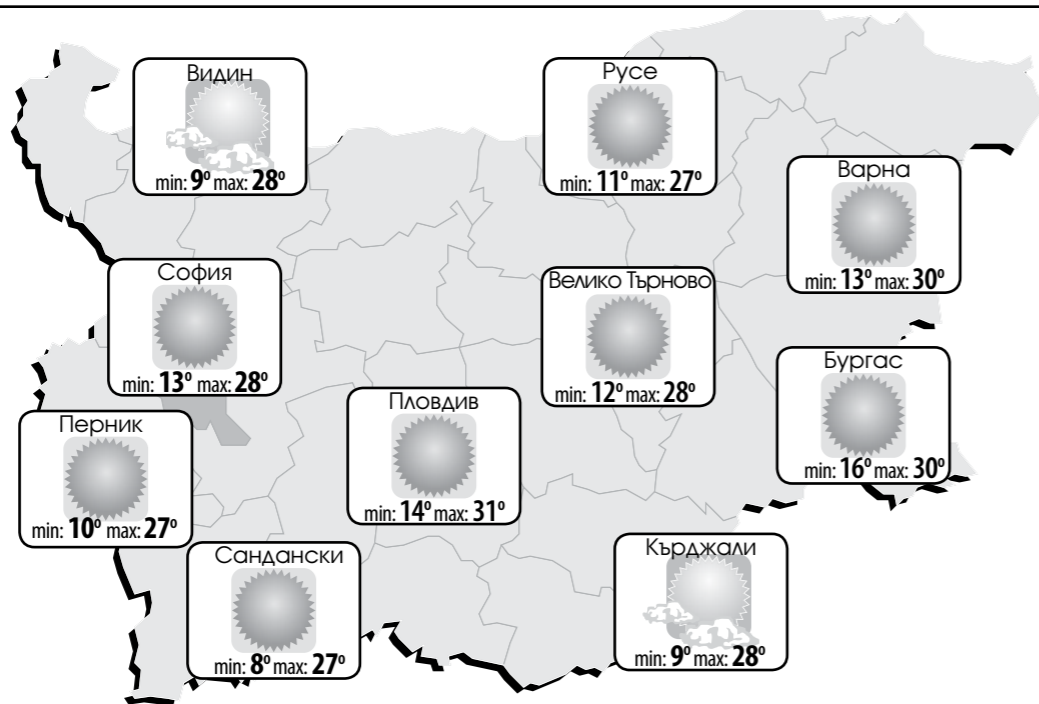 Видин
min: 9° max: 28°
Русе
min: 11° max: 27°
Варна
min: 13° max: 30°
София
min: 13° max: 28°
Велико Търново
min: 12° max: 28°
Бургас
min: 16° max: 30°
Пловдив
min: 14° max: 31°
Перник
min: 10° max: 27°
Сандански
min: 8° max: 27°
Кърджали
min: 9° max: 28°